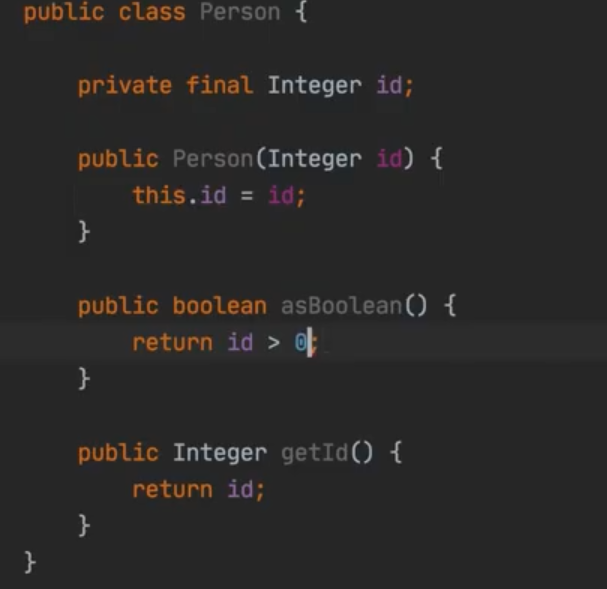 public class Person {
private final Integer id;
public Person(Integer id) {
this.id = id;
}
public boolean asBoolean() {
return id > 0;
}
public Integer getId() {
return id;
}
}